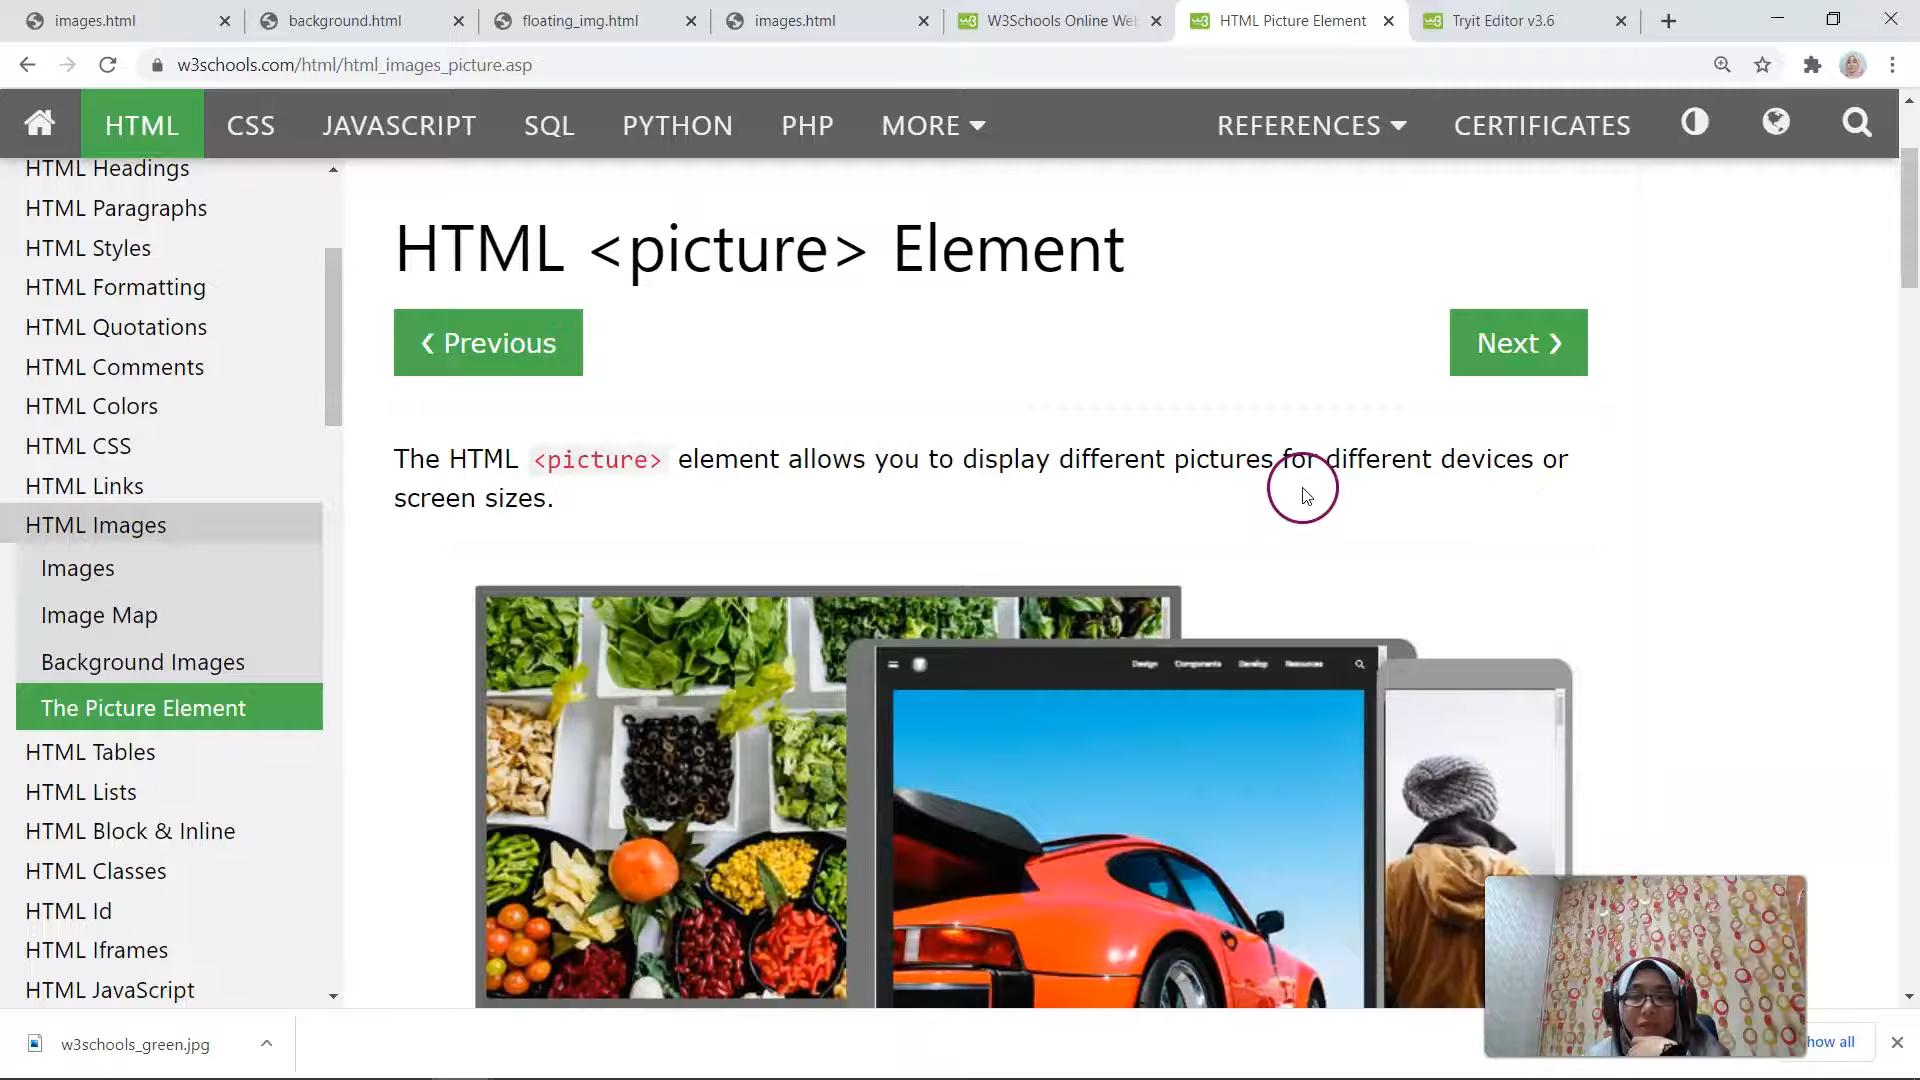 images.html
background.html
floating_img.html
images.html
W3Schools Online Web
HTML Picture Element
Tryit Editor v3.6
w3schools.com/html/html_images_picture.asp
HTML
CSS
JAVASCRIPT
SQL
PYTHON
PHP
MORE
REFERENCES
CERTIFICATES
HTML Headings
HTML Paragraphs
HTML Styles
HTML Formatting
HTML Quotations
HTML Comments
HTML Colors
HTML CSS
HTML Links
HTML Images
Images
Image Map
Background Images
The Picture Element
HTML Tables
HTML Lists
HTML Block & Inline
HTML Classes
HTML Id
HTML Iframes
HTML JavaScript
HTML <picture> Element
❮ Previous
Next ❯
The HTML <picture> element allows you to display different pictures for different devices or
screen sizes.
Design Components Develop Resources
w3schools_green.jpg
how all